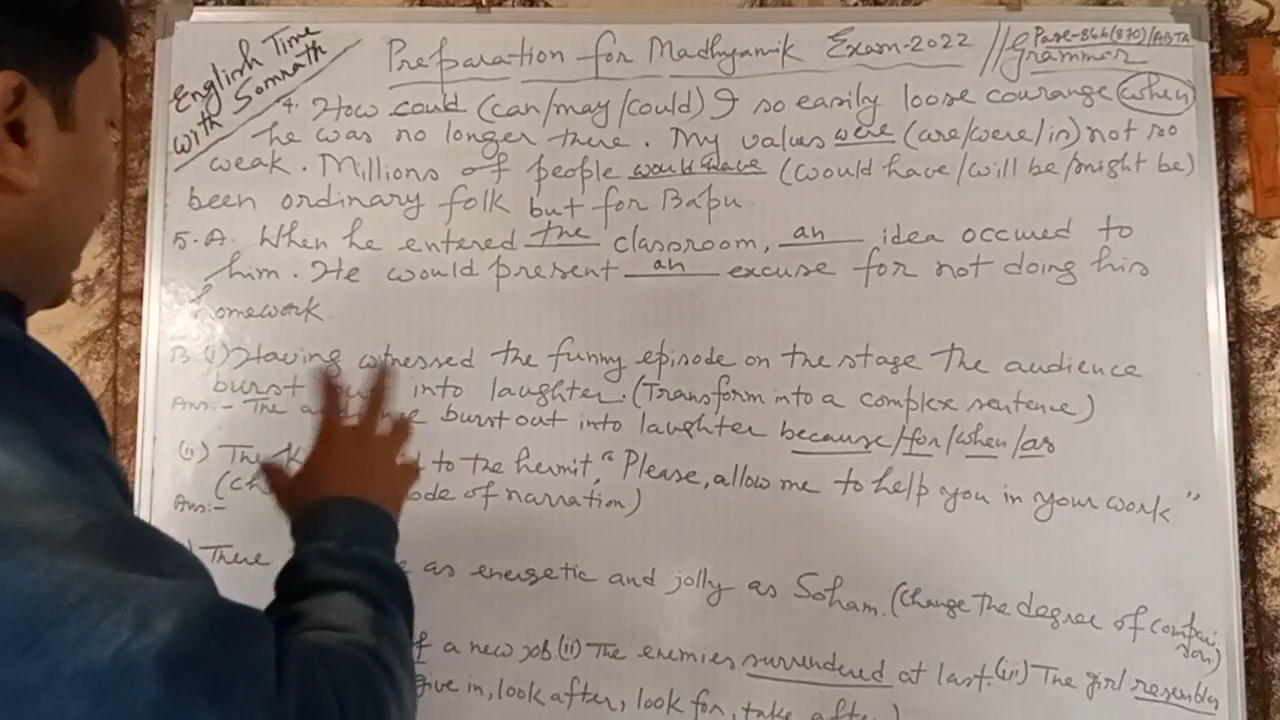 English Time
with Somnath
Preparation for Madhyamik Exam-2022 // Grammer
Page-866(870)/ABTA
4. How could (can/may/could) I so easily loose courange when
he was no longer there. My values were (are/were/in) not so
weak. Millions of people would have (would have/will be/might be)
been ordinary folk but for Bapu
5. A. When he entered the classroom, an idea occured to
him. He would present an excuse for not doing his
homework.
B. (i) Having witnessed the funny episode on the stage the audience
burst into laughter. (Transform into a complex sentence)
Ans:- The burst out into laughter because/for/when/as
(ii) The to the hermit, "Please, allow me to help you in your work"
of narration)
Ans:-
There as energetic and jolly as Soham. (Change the degree of comparison)
of a new job. (ii) The enemies surrendered at last. (iii) The girl resembles
give in, look after, look for, take after)